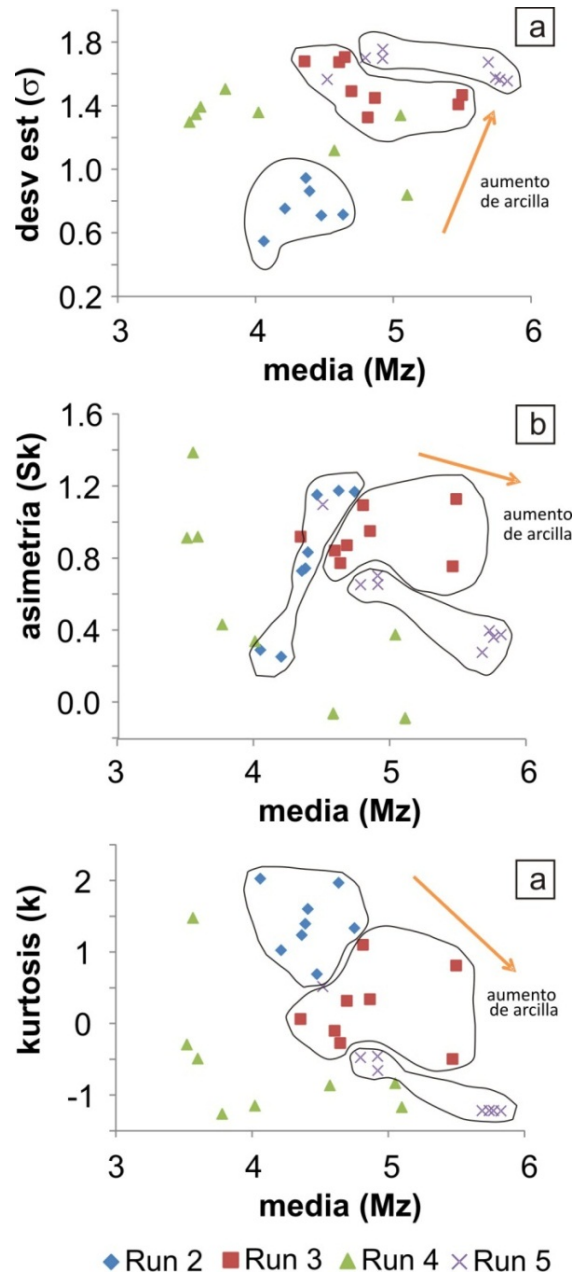 a
1.8
1.4
1.0
0.6
0.2
desv est (σ)
aumento
de arcilla
3 4 5 6
media (Mz)
b
1.6
1.2
0.8
0.4
0.0
asimetría (Sk)
aumento
de arcilla
3 4 5 6
media (Mz)
a
2
1
0
-1
kurtosis (k)
aumento
de arcilla
3 4 5 6
media (Mz)
Run 2 Run 3 Run 4 Run 5